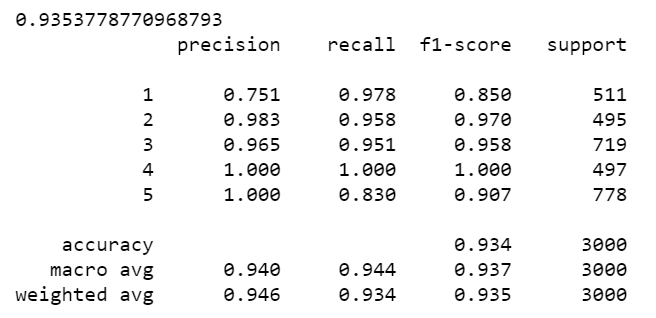 0.9353778770968793
precision recall f1-score support
1 0.751 0.978 0.850 511
2 0.983 0.958 0.970 495
3 0.965 0.951 0.958 719
4 1.000 1.000 1.000 497
5 1.000 0.830 0.907 778
accuracy 0.934 3000
macro avg 0.940 0.944 0.937 3000
weighted avg 0.946 0.934 0.935 3000